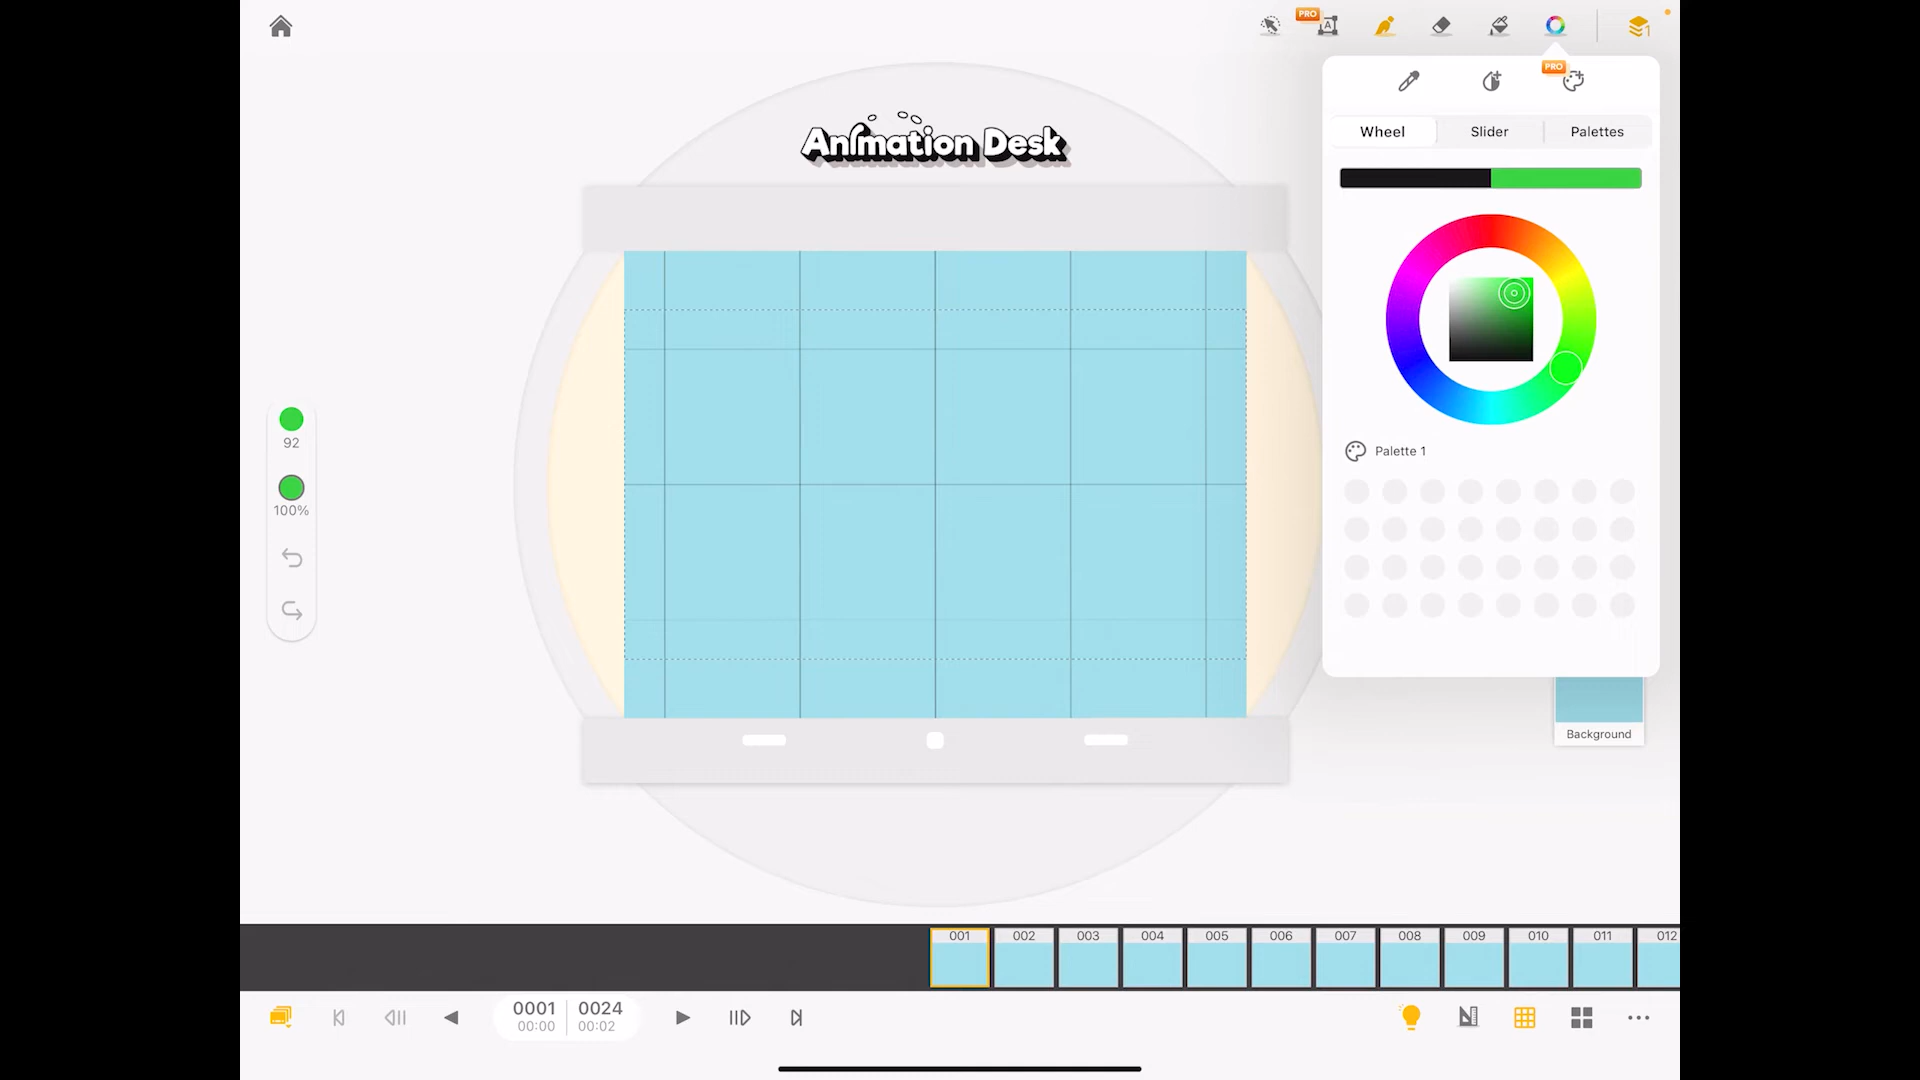 PRO
A
1
PRO
Wheel
Slider
Palettes
Animation Desk
Palette 1
92
100%
Background
001
002
003
004
005
006
007
008
009
010
011
012
0001
00:00
0024
00:02